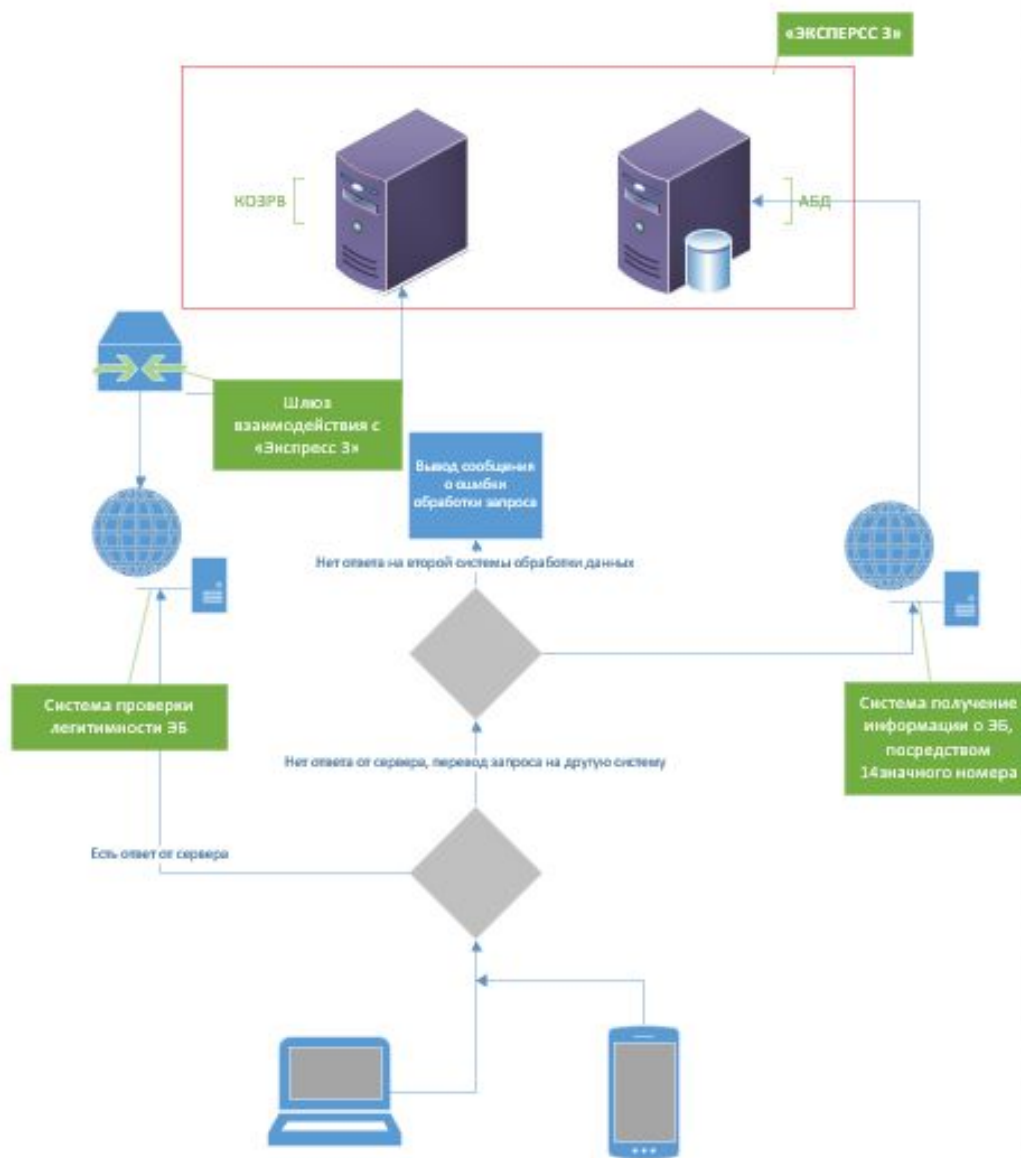 «ЭКСПЕРСС 3»
КОЗРВ
АБД
Шлюз
взаимодействия с
«Экспресс 3»
Вывод сообщения
о ошибки
обработки запроса
Нет ответа на второй системы обработки данных
Система проверки
легитимности ЭБ
Система получение
информации о ЭБ,
посредством
14значного номера
Нет ответа от сервера, перевод запроса на другую систему
Есть ответ от сервера